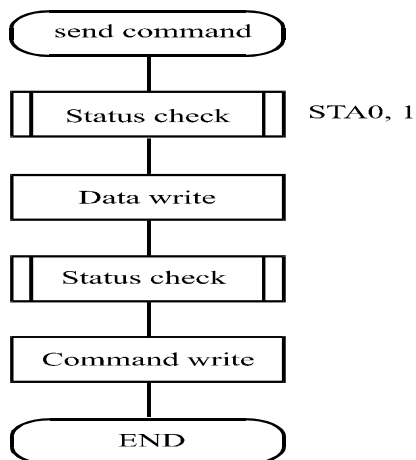 send command
Status check
STA0, 1
Data write
Status check
Command write
END